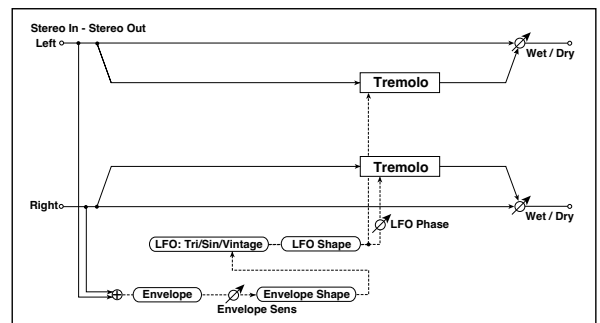 Stereo In - Stereo Out
Left
Wet / Dry
Tremolo
Tremolo
Right
Wet / Dry
LFO Phase
LFO: Tri/Sin/Vintage
LFO Shape
Envelope
Envelope Sens
Envelope Shape